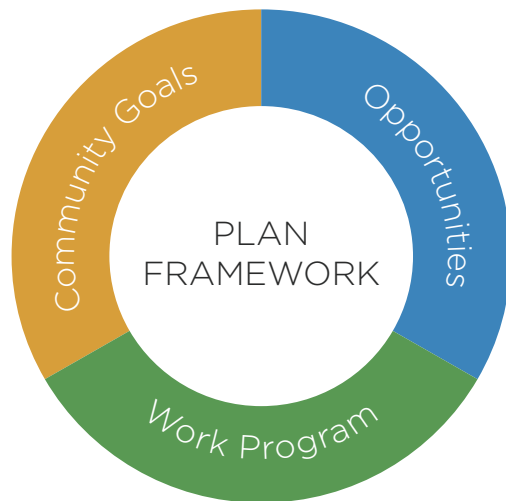 Community Goals
Opportunities
PLAN
FRAMEWORK
Work Program